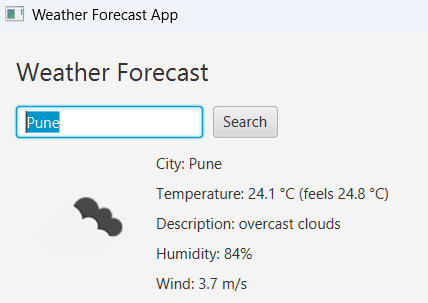 Weather Forecast App
Weather Forecast
Pune
Search
City: Pune
Temperature: 24.1 °C (feels 24.8 °C)
Description: overcast clouds
Humidity: 84%
Wind: 3.7 m/s